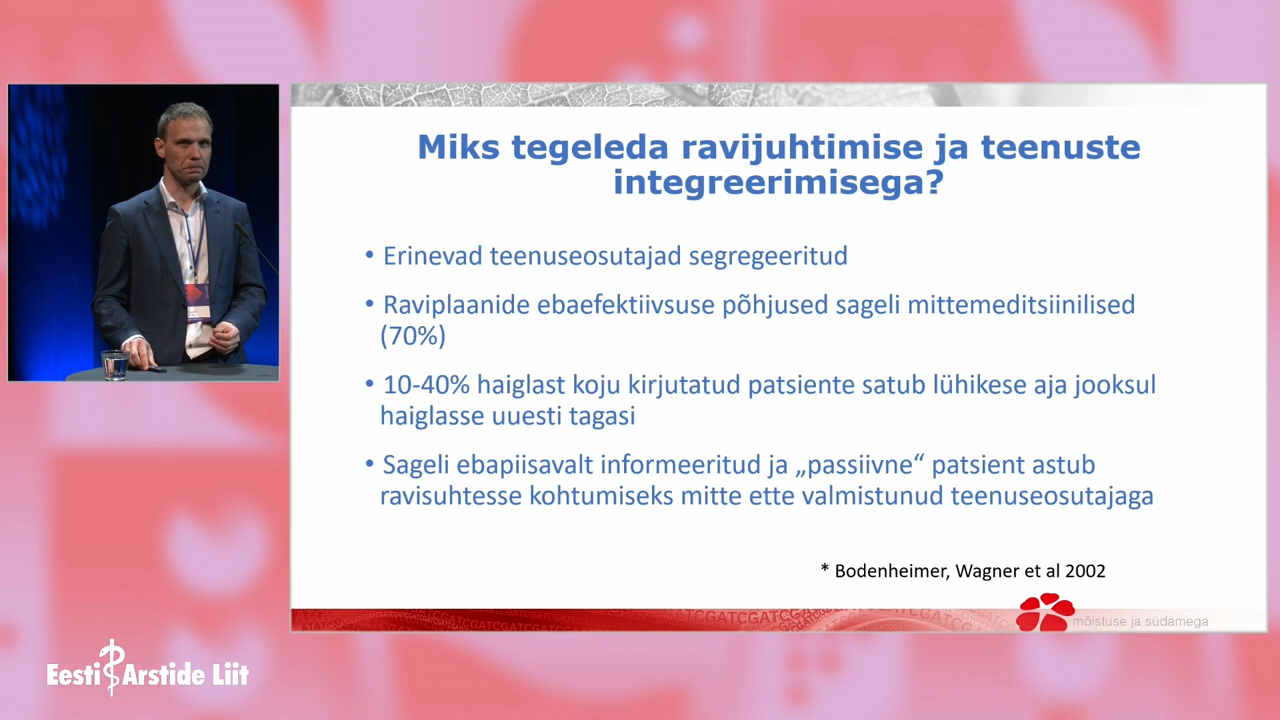 Miks tegeleda ravijuhtimise ja teenuste
integreerimisega?
• Erinevad teenuseosutajad segregeeritud
• Raviplaanide ebaefektiivsuse põhjused sageli mittemeditsiinilised
(70%)
• 10-40% haiglast koju kirjutatud patsiente satub lühikese aja jooksul
haiglasse uuesti tagasi
• Sageli ebapiisavalt informeeritud ja „passiivne“ patsient astub
ravisuhtesse kohtumiseks mitte ette valmistunud teenuseosutajaga
* Bodenheimer, Wagner et al 2002
mõistuse ja südamega
Eesti Arstide Liit